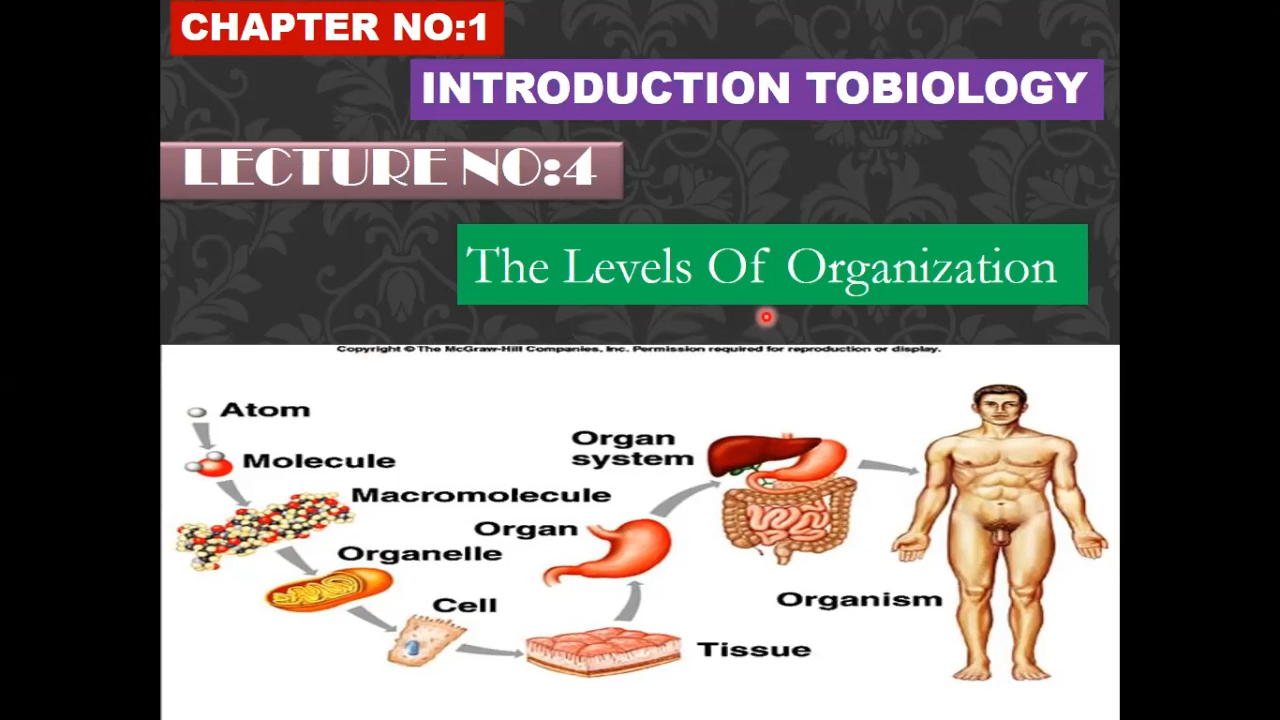 CHAPTER NO:1
INTRODUCTION TOBIOLOGY
LECTURE NO:4
The Levels Of Organization
Copyright © The McGraw-Hill Companies, Inc. Permission required for reproduction or display.
Atom
Molecule
Macromolecule
Organelle
Cell
Tissue
Organ
Organ
system
Organism